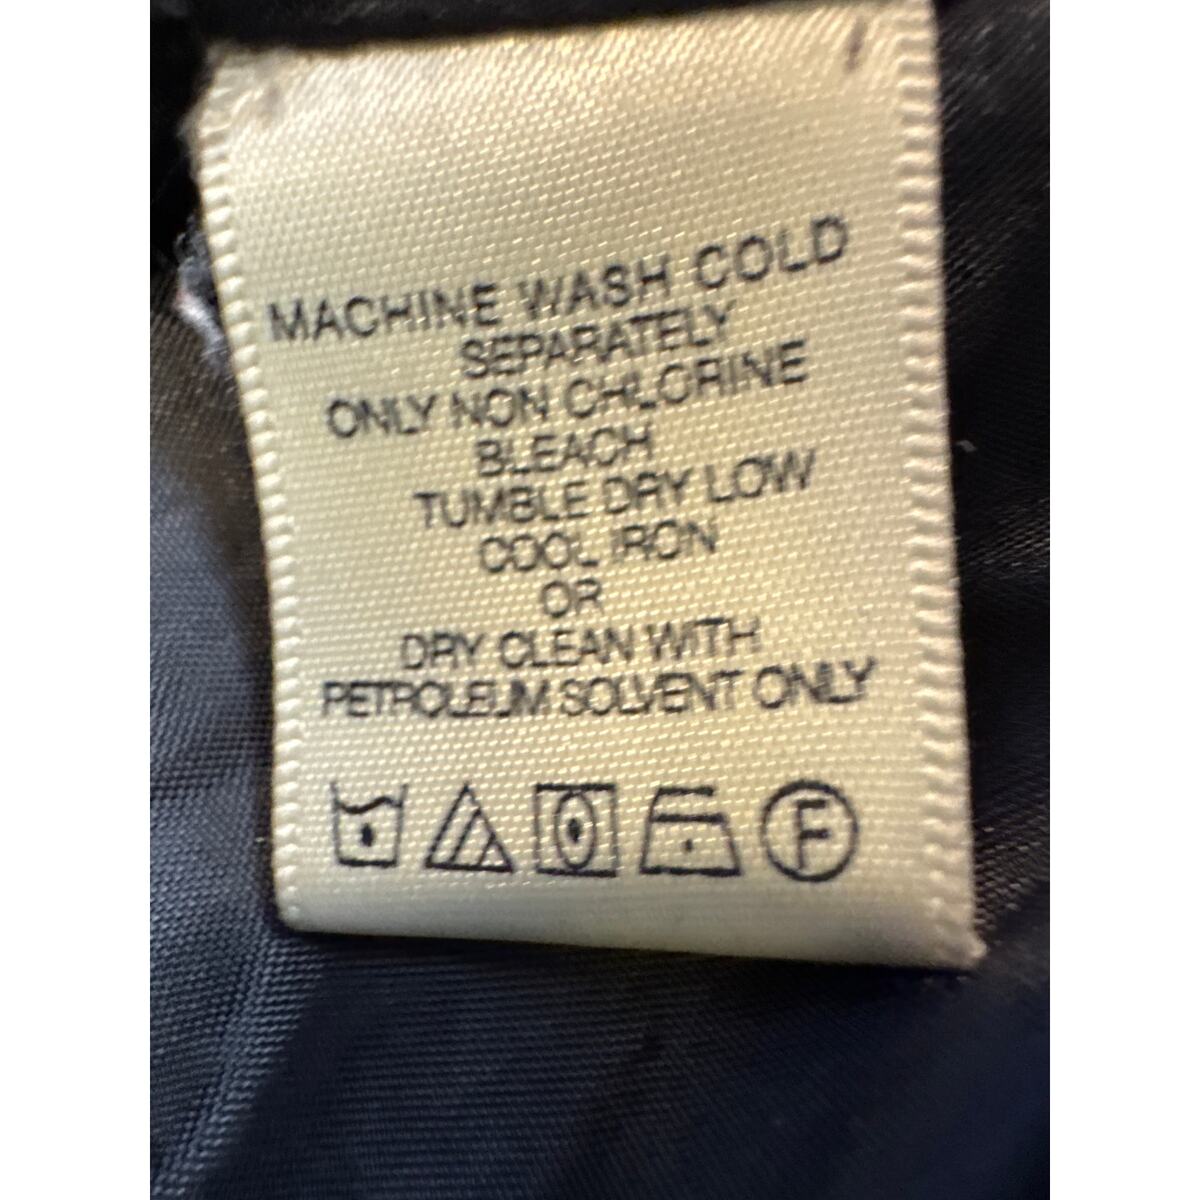 MACHINE WASH COLD
SEPARATELY
ONLY NON CHLORINE
BLEACH
TUMBLE DRY LOW
COOL IRON
OR
DRY CLEAN WITH
PETROLEUM SOLVENT ONLY
F